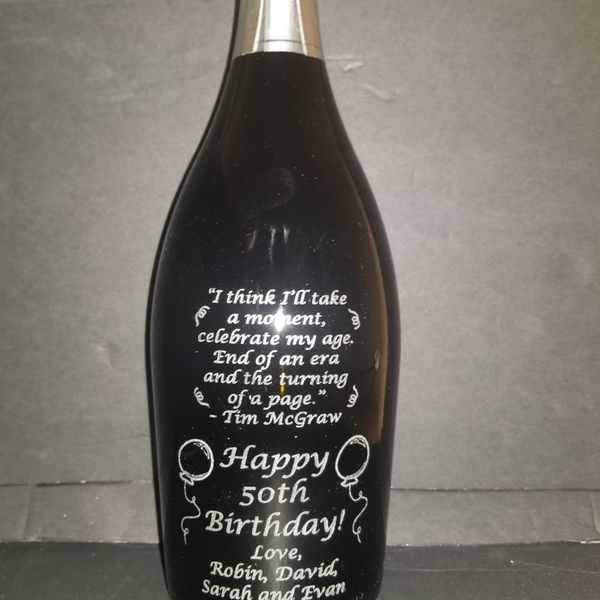 “I think I'll take
a moment,
celebrate my age.
End of an era
and the turning
of a page.”
- Tim McGraw
Happy
50th
Birthday!
Love,
Robin, David,
Sarah and Evan